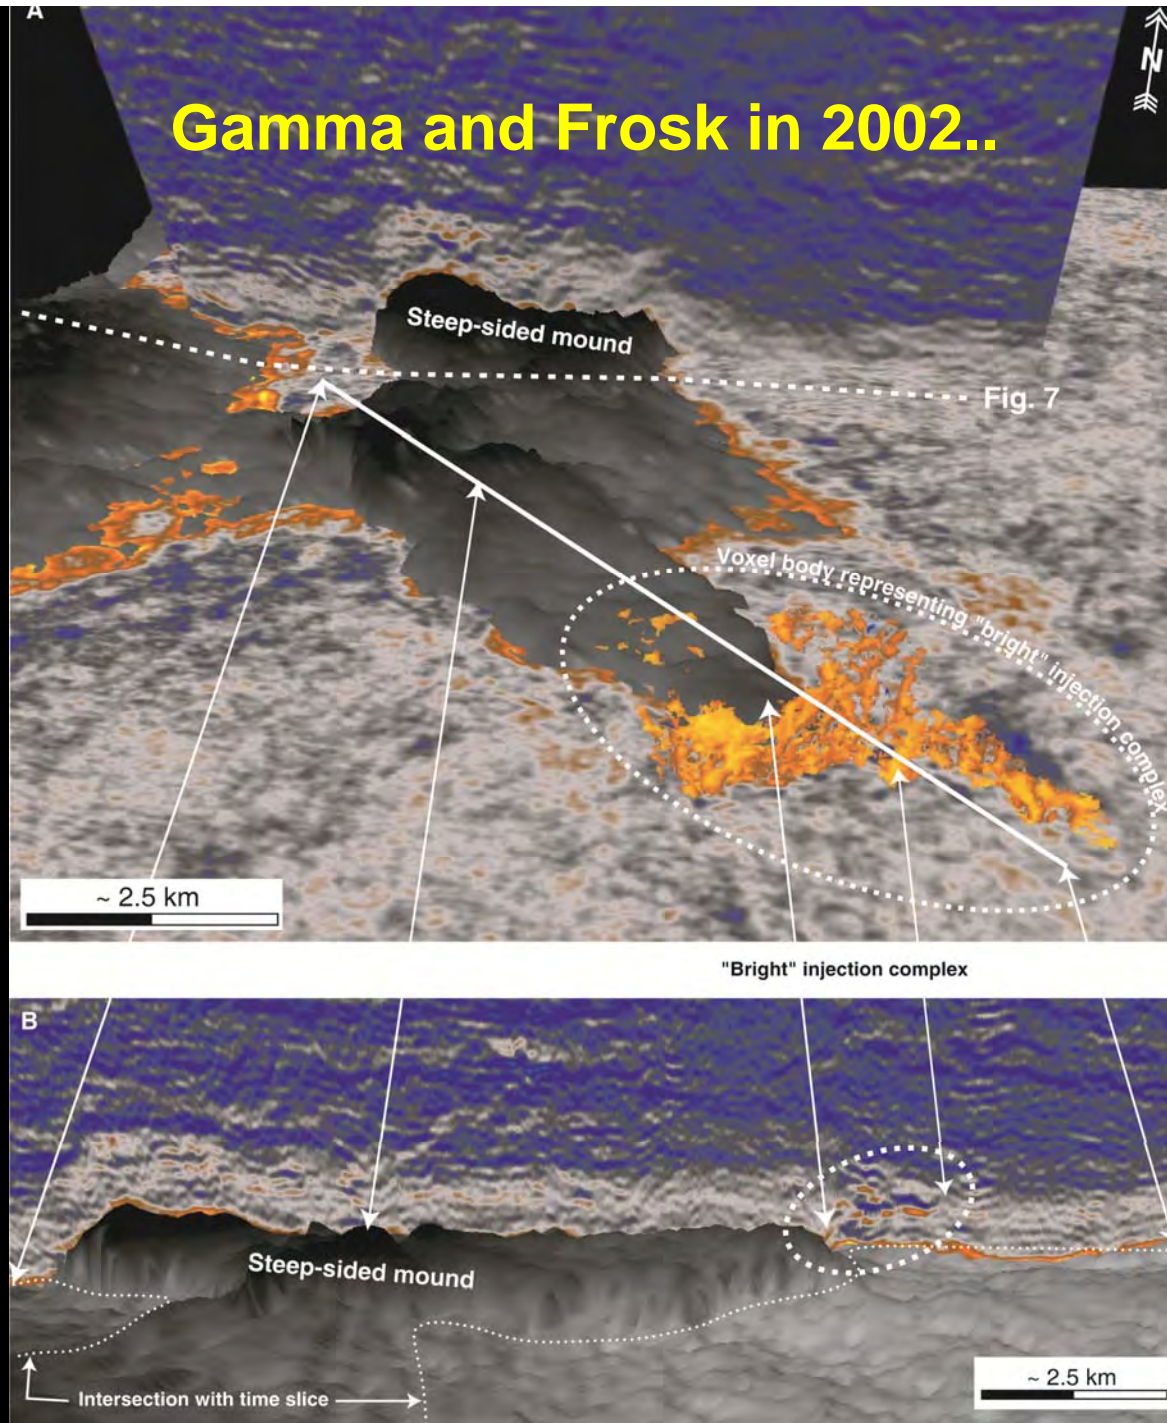 A
N
Gamma and Frosk in 2002..
Steep-sided mound
Fig. 7
Voxel body representing "bright" injection complex
~ 2.5 km
"Bright" injection complex
B
Steep-sided mound
Intersection with time slice
~ 2.5 km